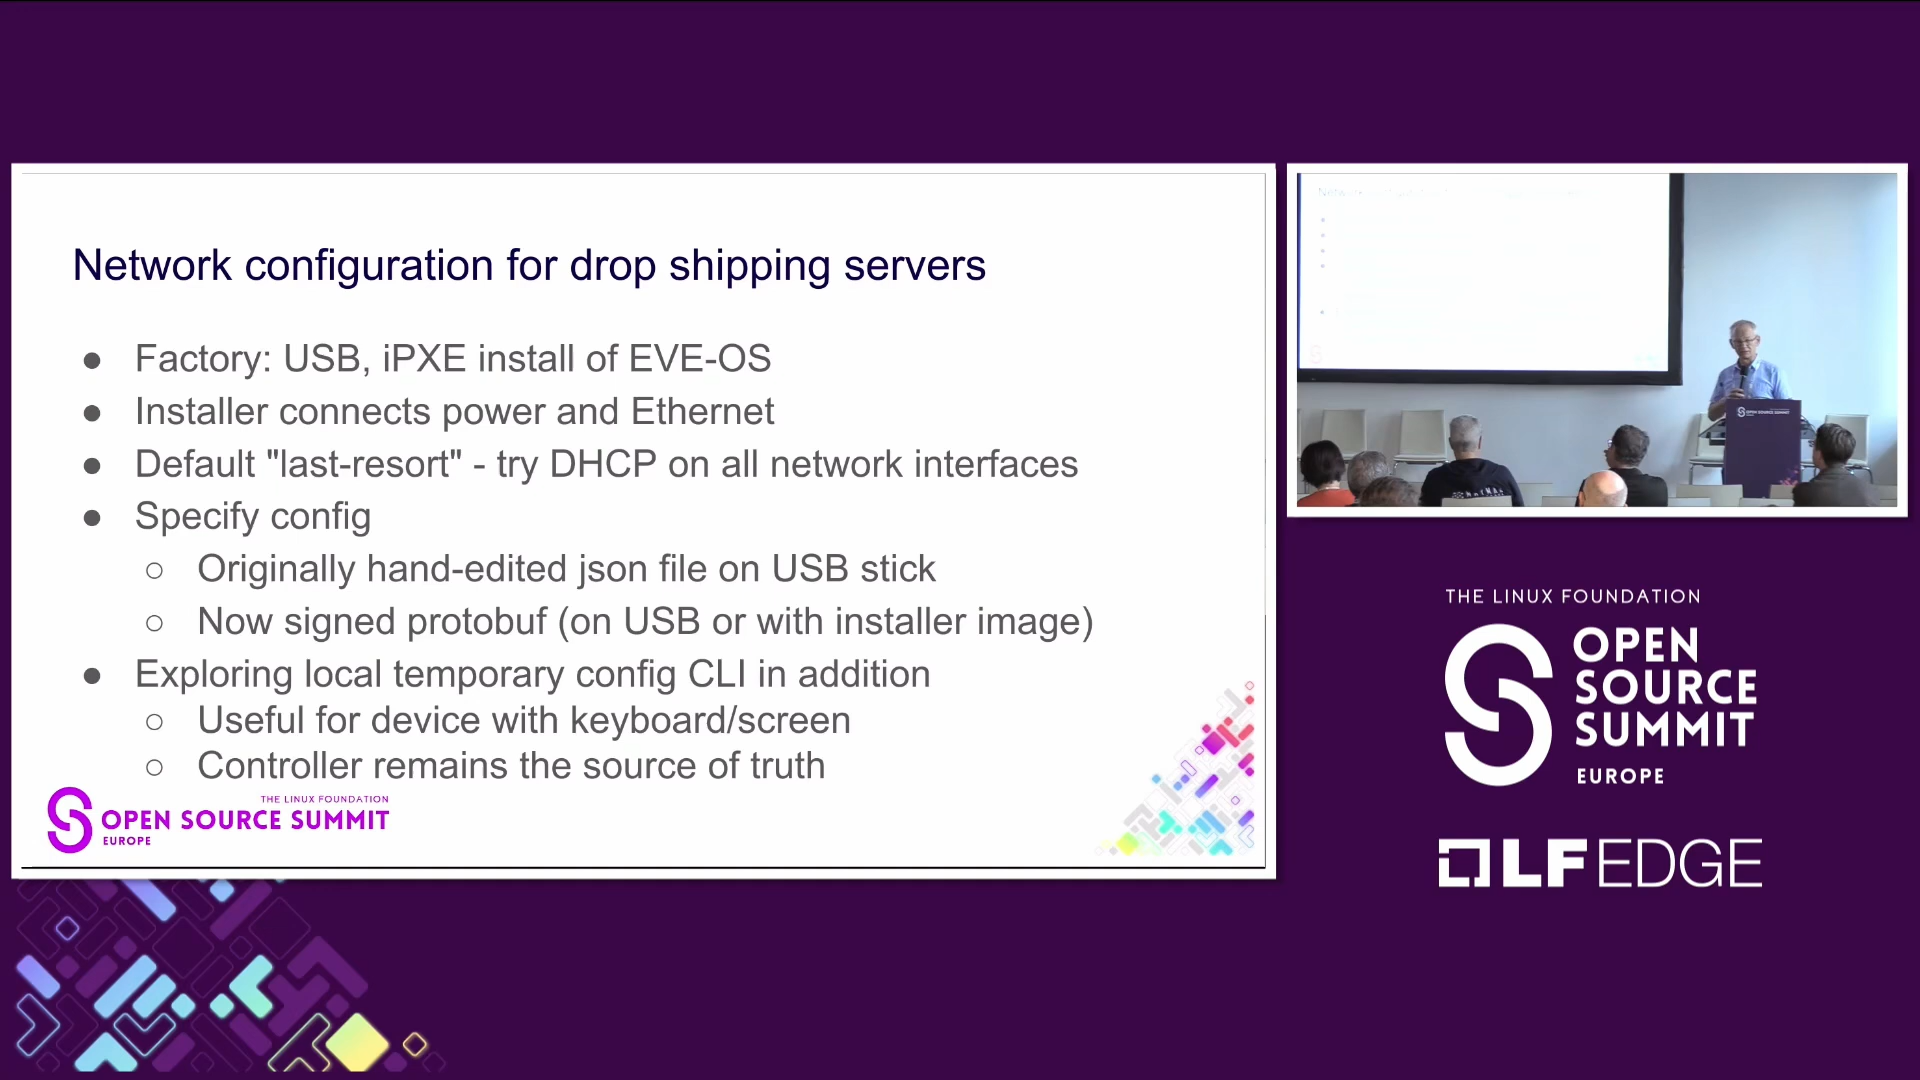 Network configuration for drop shipping servers
● Factory: USB, iPXE install of EVE-OS
● Installer connects power and Ethernet
● Default "last-resort" - try DHCP on all network interfaces
● Specify config
○ Originally hand-edited json file on USB stick
○ Now signed protobuf (on USB or with installer image)
● Exploring local temporary config CLI in addition
○ Useful for device with keyboard/screen
○ Controller remains the source of truth
THE LINUX FOUNDATION
OPEN SOURCE SUMMIT
EUROPE
OPEN SOURCE SUMMIT
THE LINUX FOUNDATION
OPEN
SOURCE
SUMMIT
EUROPE
LF EDGE